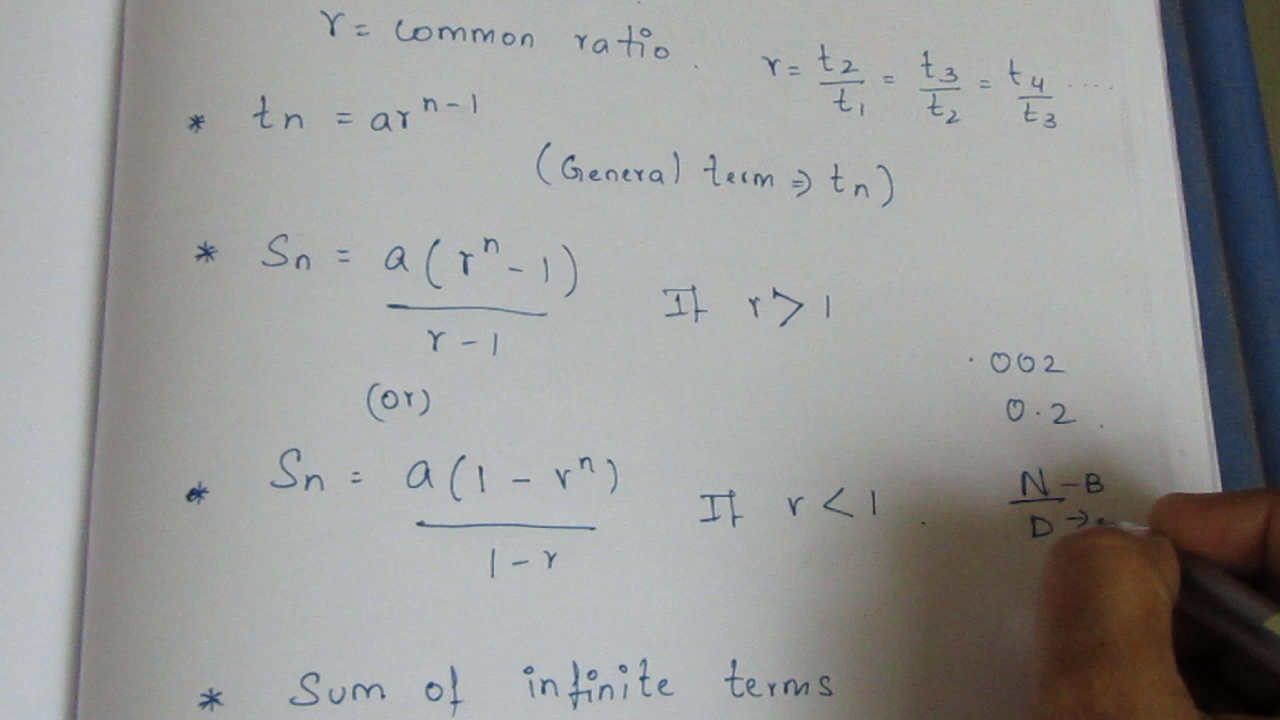 r = common ratio.
r = t2/t1 = t3/t2 = t4/t3 ....
* tn = ar^n-1
(General term ⇒ tn)
* Sn = a(r^n - 1)
r - 1
If r > 1
(or)
.002
0.2
* Sn = a(1 - r^n)
1 - r
If r < 1.
N - B
D →
* Sum of infinite terms